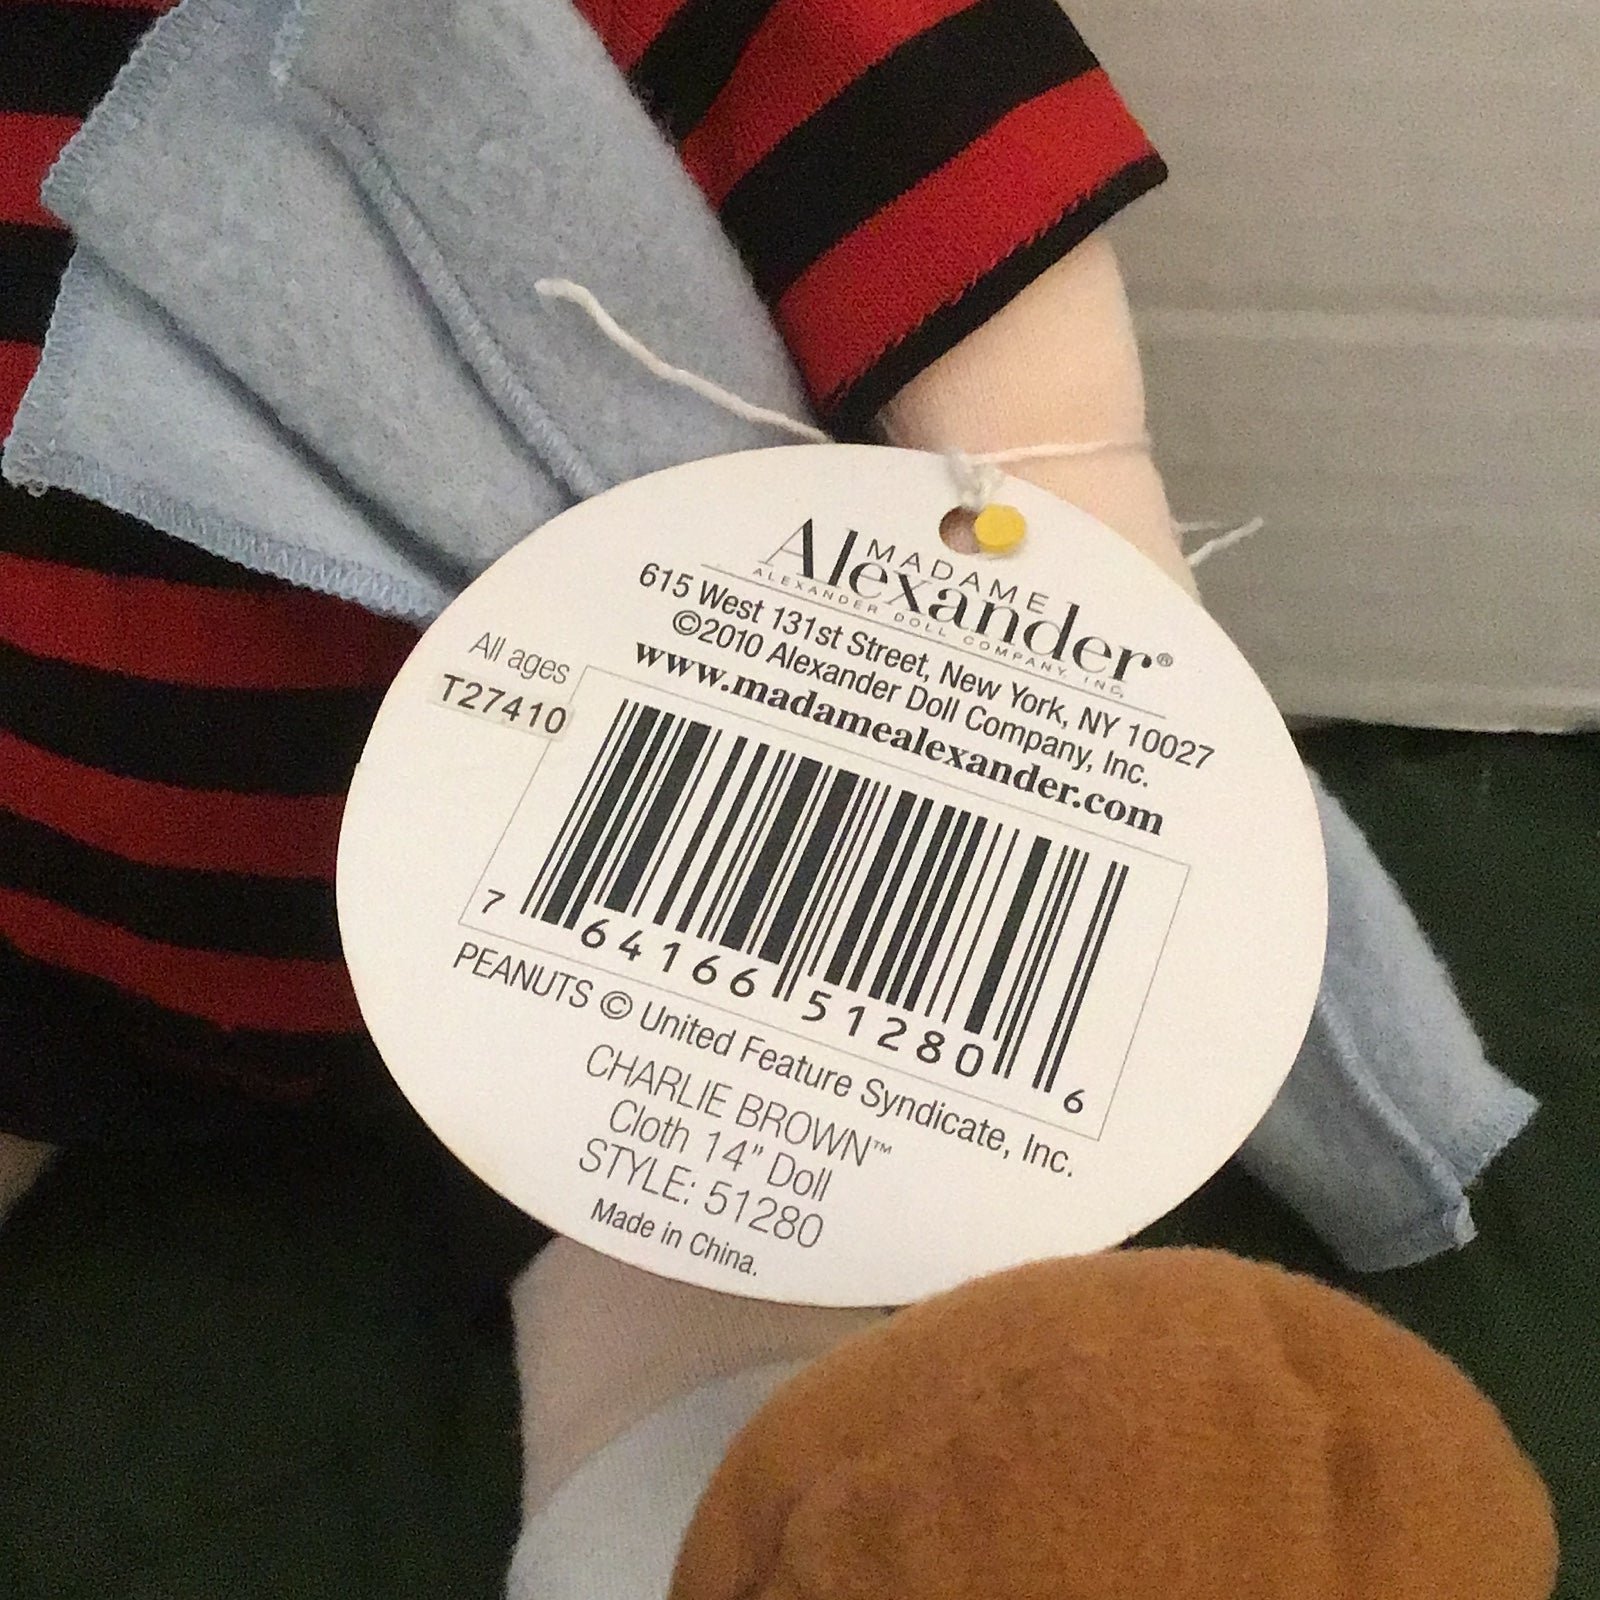 MADAME
Alexander®
ALEXANDER DOLL COMPANY, INC.
615 West 131st Street, New York, NY 10027
©2010 Alexander Doll Company, Inc.
www.madamealexander.com
All ages
T27410
7 64166 51280 6
PEANUTS © United Feature Syndicate, Inc.
CHARLIE BROWN™
Cloth 14" Doll
STYLE: 51280
Made in China.